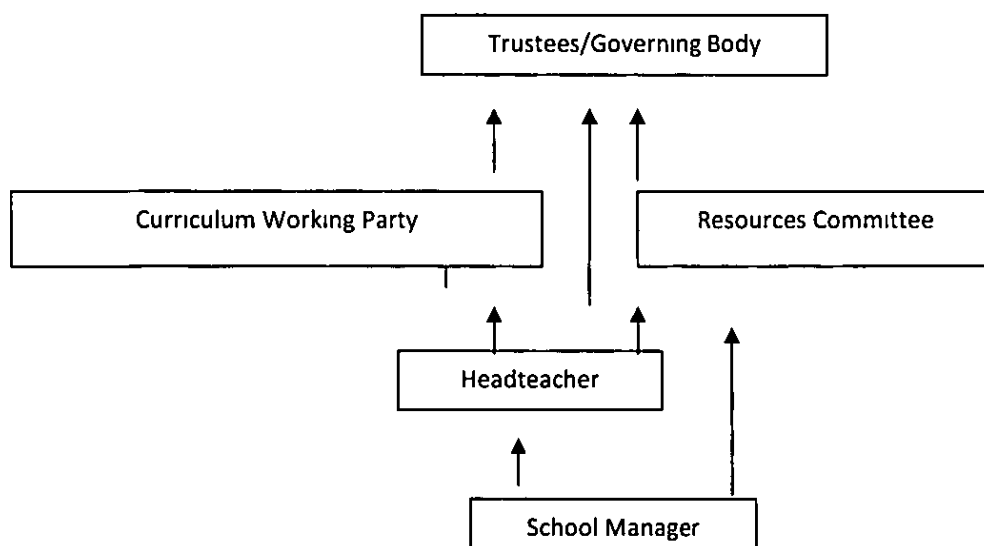 Trustees/Governing Body
Curriculum Working Party
Resources Committee
Headteacher
School Manager